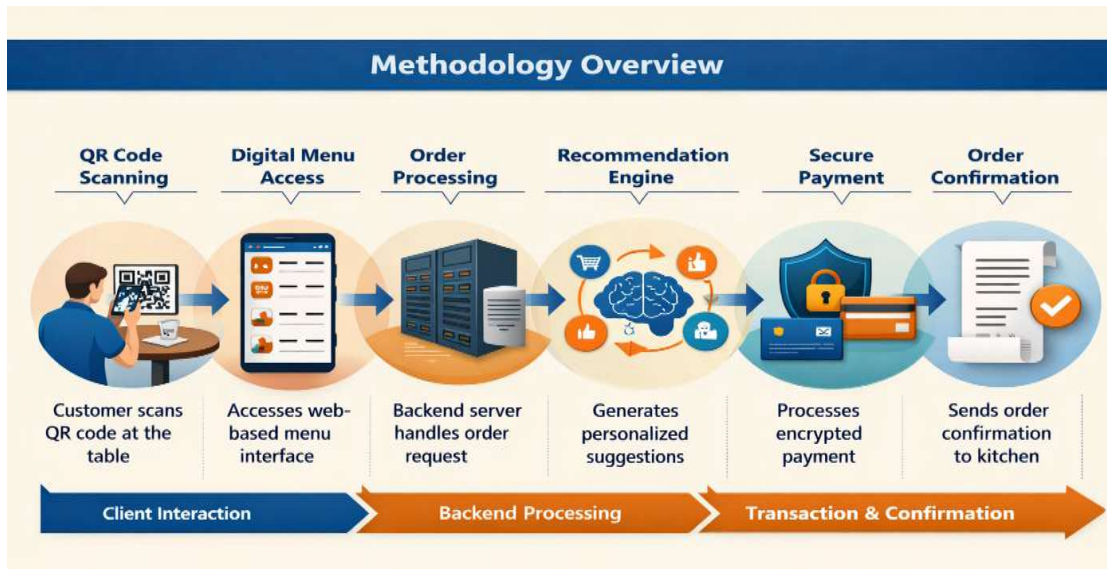 Methodology Overview
QR Code
Scanning
Digital Menu
Access
Order
Processing
Recommendation
Engine
Secure
Payment
Order
Confirmation
Customer scans
QR code at the
table
Accesses web-
based menu
interface
Backend server
handles order
request
Generates
personalized
suggestions
Processes
encrypted
payment
Sends order
confirmation
to kitchen
Client Interaction
Backend Processing
Transaction & Confirmation